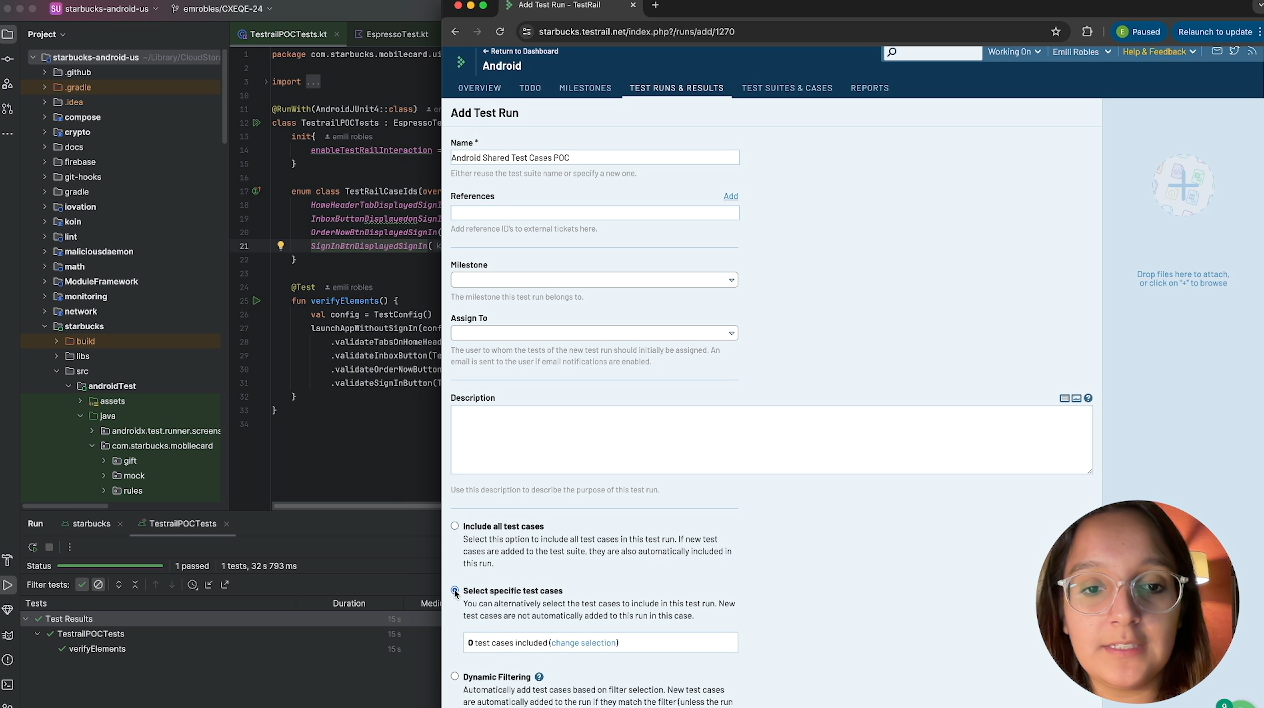 SU starbucks
emrobles/CXEQE-24
Project
starbucks-android-us ~/Library/CloudStor
.github
.gradle
.idea
compose
crypto
docs
firebase
git-hooks
gradle
iovation
koin
lint
maliciousdaemon
math
ModuleFramework
monitoring
network
starbucks
build
libs
src
androidTest
assets
java
androidx.test.runner.screens
com.starbucks.mobilecard
gift
mock
rules
TestrailPOCTests.kt
1 package com.starbucks.mobilecard.ui
2
3 import ...
10
11 @RunWith(AndroidJUnit4::class)
12 class TestrailPOCTests : EspressoTe
13 init{ emili robles
14 enableTestRailInteraction =
15 }
16
17 enum class TestRailCaseIds(over
18 HomeHeaderTabDisplayedSignI
19 InboxButtonDisplayedonSignI
20 OrderNowBtnDisplayedSignIn(
21 SignInBtnDisplayedSignIn(
22 }
23
24 @Test emili robles
25 fun verifyElements() {
26 val config = TestConfig()
27 launchAppWithoutSignIn(conf
28 .validateTabsOnHomeHead
29 .validateInboxButton(Te
30 .validateOrderNowButton
31 .validateSignInButton(T
32 }
33 }
34
Run
starbucks
TestrailPOCTests
Status
1 passed
1 tests, 32 s 793 ms
Filter tests:
Tests
Duration
Medi
Test Results
15 s
TestrailPOCTests
15 s
verifyElements
15 s
Add Test Run - TestRail
starbucks.testrail.net/index.php?/runs/add/1270
E Paused
Relaunch to update
Return to Dashboard
Android
Working On
Emili Robles
Help & Feedback
OVERVIEW
TODO
MILESTONES
TEST RUNS & RESULTS
TEST SUITES & CASES
REPORTS
Add Test Run
Name *
Android Shared Test Cases POC
Either reuse the test suite name or specify a new one.
References
Add
Add reference ID's to external tickets here.
Milestone
The milestone this test run belongs to.
Assign To
The user to whom the tests of the new test run should initially be assigned. An
email is sent to the user if email notifications are enabled.
Description
Use this description to describe the purpose of this test run.
Include all test cases
Select this option to include all test cases in this test run. If new test
cases are added to the test suite, they are also automatically included in
this run.
Select specific test cases
You can alternatively select the test cases to include in this test run. New
test cases are not automatically added to this run in this case.
0 test cases included (change selection)
Dynamic Filtering ?
Automatically add test cases based on filter selection. New test cases
are automatically added to the run if they match the filter (unless the run
Drop files here to attach,
or click on "+" to browse